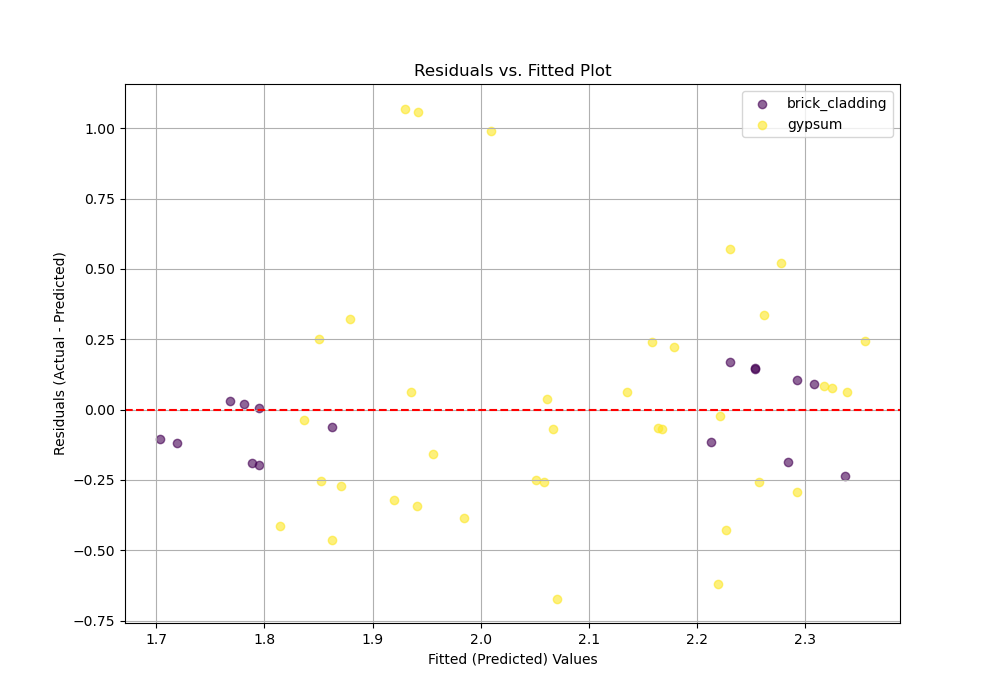 Residuals vs. Fitted Plot
brick_cladding
gypsum
Residuals (Actual - Predicted)
1.00
0.75
0.50
0.25
0.00
−0.25
−0.50
−0.75
1.7 1.8 1.9 2.0 2.1 2.2 2.3
Fitted (Predicted) Values